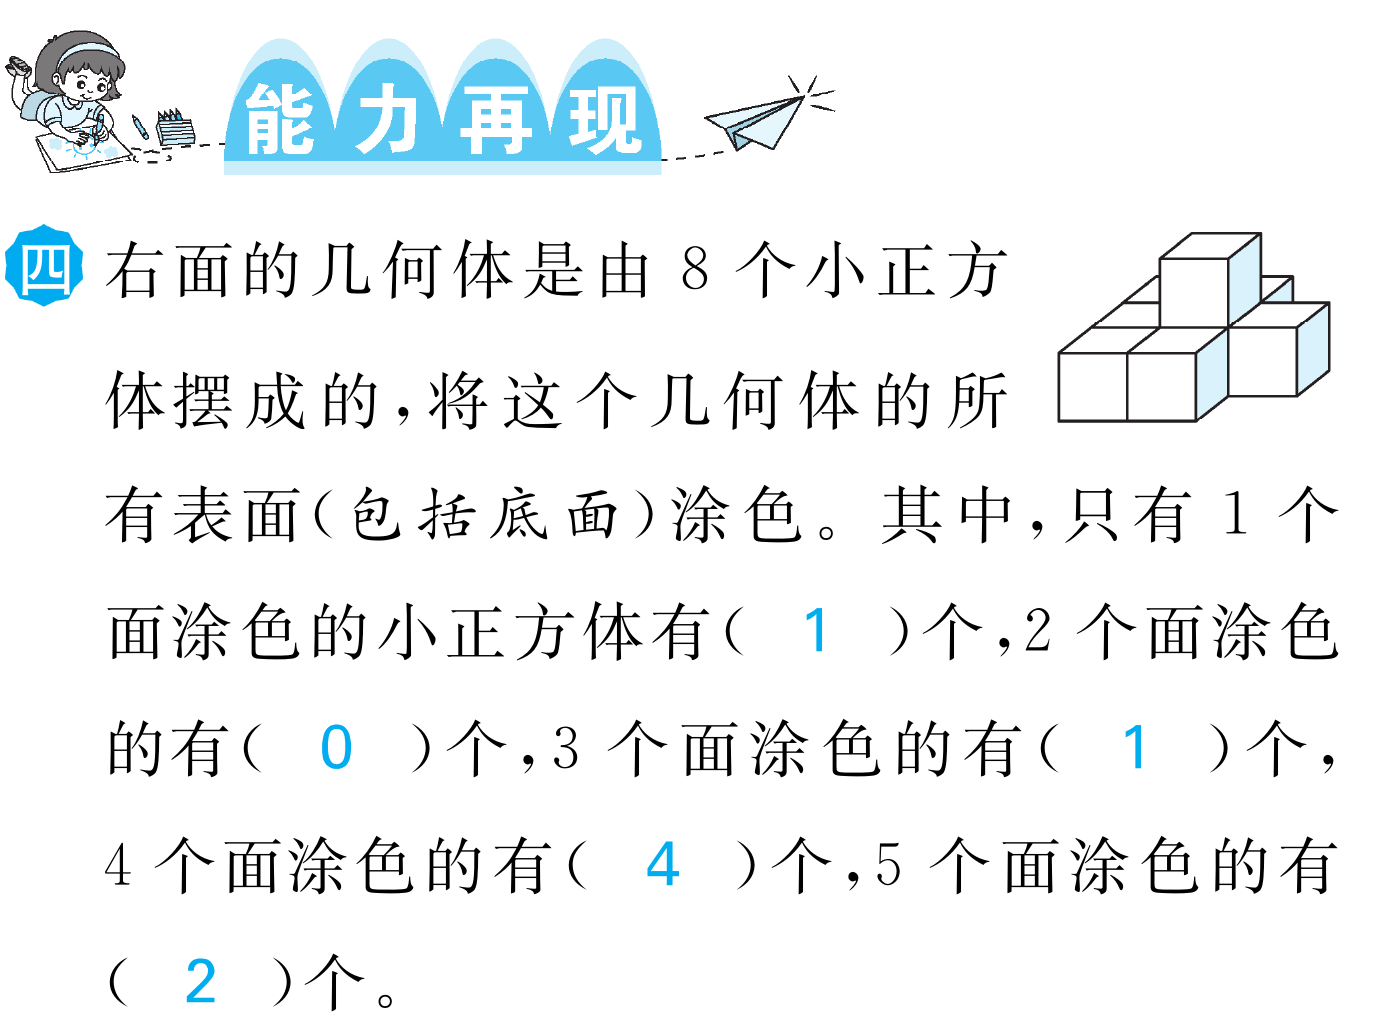 能力再现
四 右面的几何体是由 8 个小正方
体摆成的,将这个几何体的所
有表面(包括底面)涂色。其中,只有 1 个
面涂色的小正方体有( 1 )个,2 个面涂色
的有( 0 )个,3 个面涂色的有( 1 )个,
4 个面涂色的有( 4 )个,5 个面涂色的有
( 2 )个。